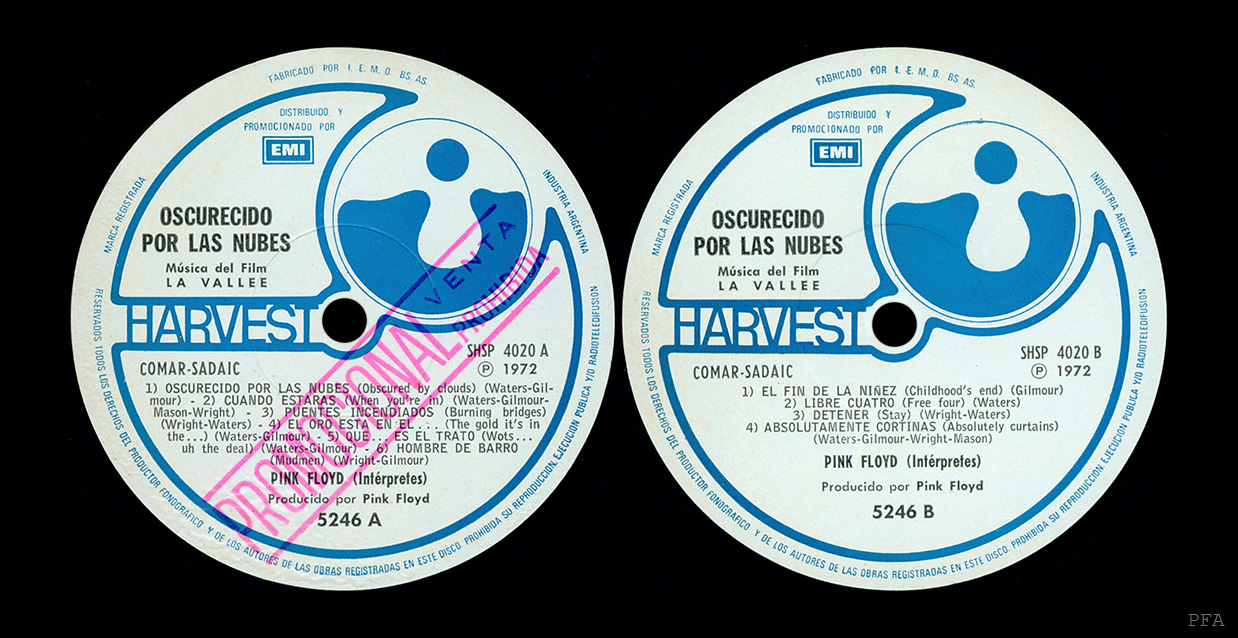 FABRICADO POR I. E. M. O. BS. AS.
DISTRIBUIDO Y
PROMOCIONADO POR
EMI
MARCA REGISTRADA
INDUSTRIA ARGENTINA
OSCURECIDO
POR LAS NUBES
Música del Film
LA VALLEE
HARVEST
VENTA
PROHIBIDA
PROMOCIONAL PROHIBIDA
SHSP 4020 A
Ⓟ 1972
COMAR-SADAIC
1) OSCURECIDO POR LAS NUBES (Obscured by clouds) (Waters-Gil-
mour) - 2) CUANDO ESTARAS (When you're in) (Waters-Gilmour-
Mason-Wright) - 3) PUENTES INCENDIADOS (Burning bridges)
(Wright-Waters) - 4) EL ORO ESTA EN EL... (The gold it's in
the...) (Waters-Gilmour) - 5) QUE... ES EL TRATO (Wots...
uh the deal) (Waters-Gilmour) - 6) HOMBRE DE BARRO
(Mudmen) (Wright-Gilmour)
PINK FLOYD (Intérpretes)
Producido por Pink Floyd
5246 A
RESERVADOS TODOS LOS DERECHOS DEL PRODUCTOR FONOGRAFICO Y DE LOS AUTORES DE LAS OBRAS REGISTRADAS EN ESTE DISCO. PROHIBIDA SU REPRODUCCION, EJECUCION PUBLICA Y/O RADIOTELEDIFUSION
FABRICADO POR I. E. M. O. BS. AS.
DISTRIBUIDO Y
PROMOCIONADO POR
EMI
MARCA REGISTRADA
INDUSTRIA ARGENTINA
OSCURECIDO
POR LAS NUBES
Música del Film
LA VALLEE
HARVEST
SHSP 4020 B
Ⓟ 1972
COMAR-SADAIC
1) EL FIN DE LA NIÑEZ (Childhood's end) (Gilmour)
2) LIBRE CUATRO (Free four) (Waters)
3) DETENER (Stay) (Wright-Waters)
4) ABSOLUTAMENTE CORTINAS (Absolutely curtains)
(Waters-Gilmour-Wright-Mason)
PINK FLOYD (Intérpretes)
Producido por Pink Floyd
5246 B
RESERVADOS TODOS LOS DERECHOS DEL PRODUCTOR FONOGRAFICO Y DE LOS AUTORES DE LAS OBRAS REGISTRADAS EN ESTE DISCO. PROHIBIDA SU REPRODUCCION, EJECUCION PUBLICA Y/O RADIOTELEDIFUSION
PFA